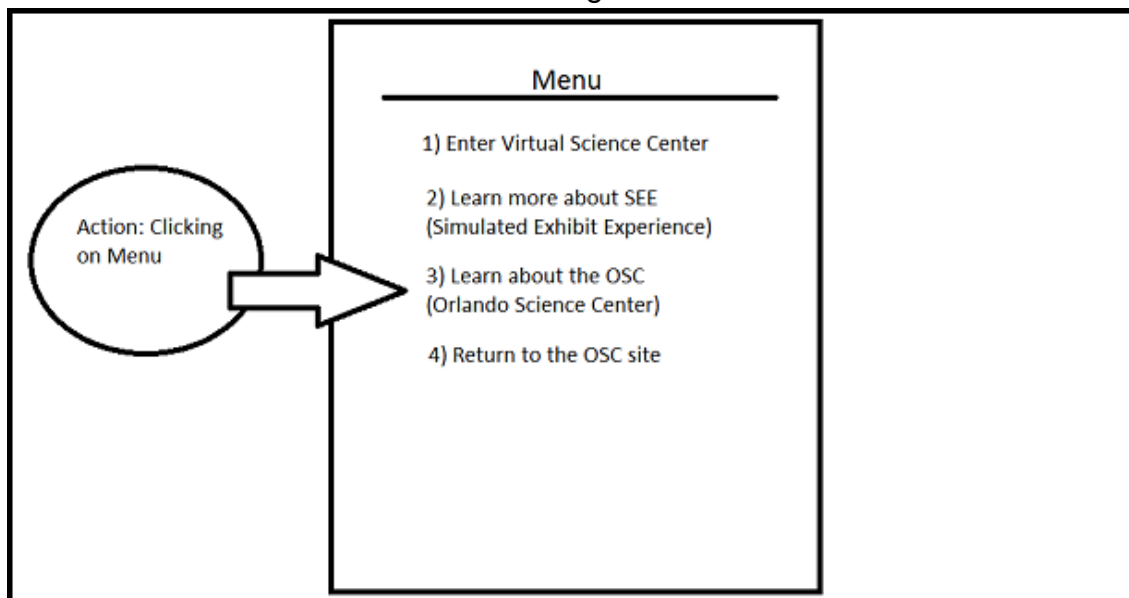 Menu
1) Enter Virtual Science Center
2) Learn more about SEE
(Simulated Exhibit Experience)
Action: Clicking
on Menu
3) Learn about the OSC
(Orlando Science Center)
4) Return to the OSC site